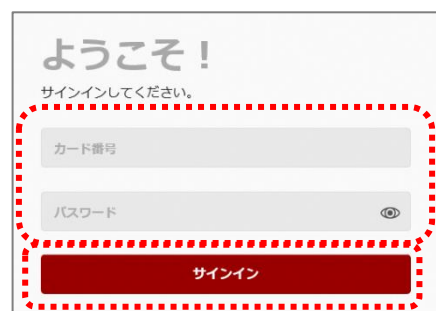 ようこそ！
サインインしてください。
カード番号
パスワード
サインイン